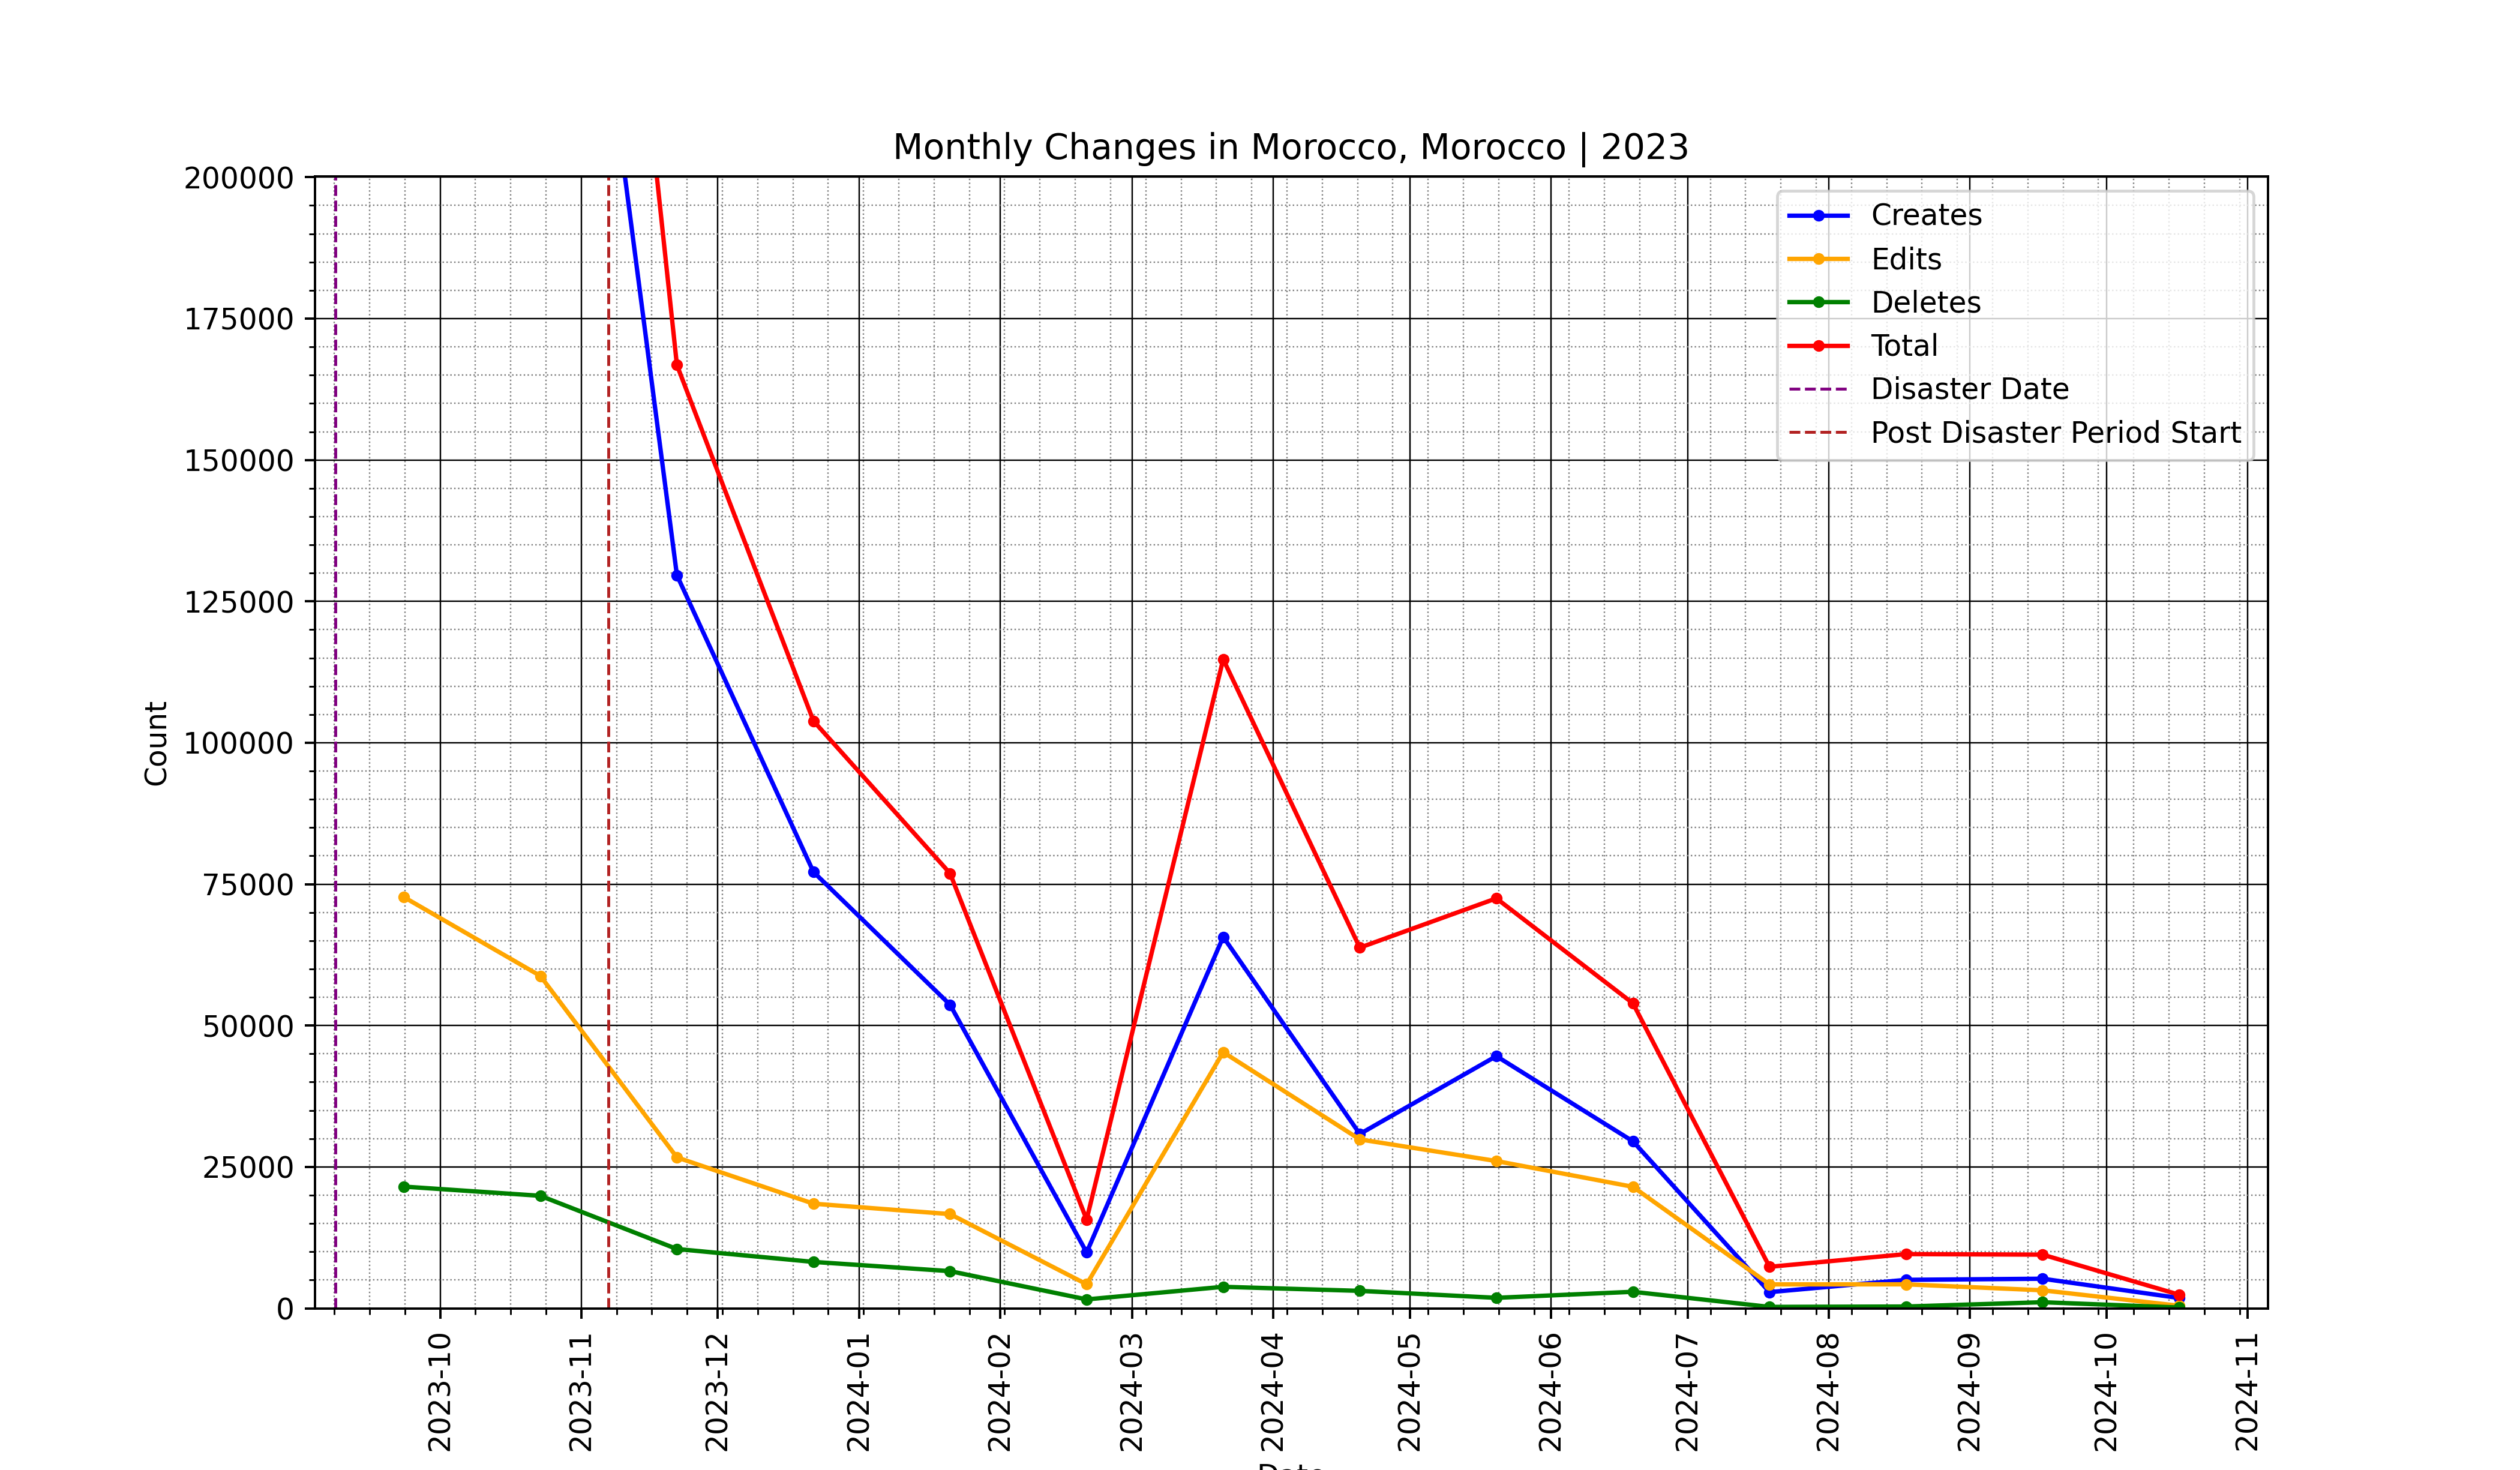 Monthly Changes in Morocco, Morocco | 2023
200000
175000
150000
125000
100000
75000
50000
25000
0
Count
Creates
Edits
Deletes
Total
Disaster Date
Post Disaster Period Start
2023-10
2023-11
2023-12
2024-01
2024-02
2024-03
2024-04
2024-05
2024-06
2024-07
2024-08
2024-09
2024-10
2024-11
Date